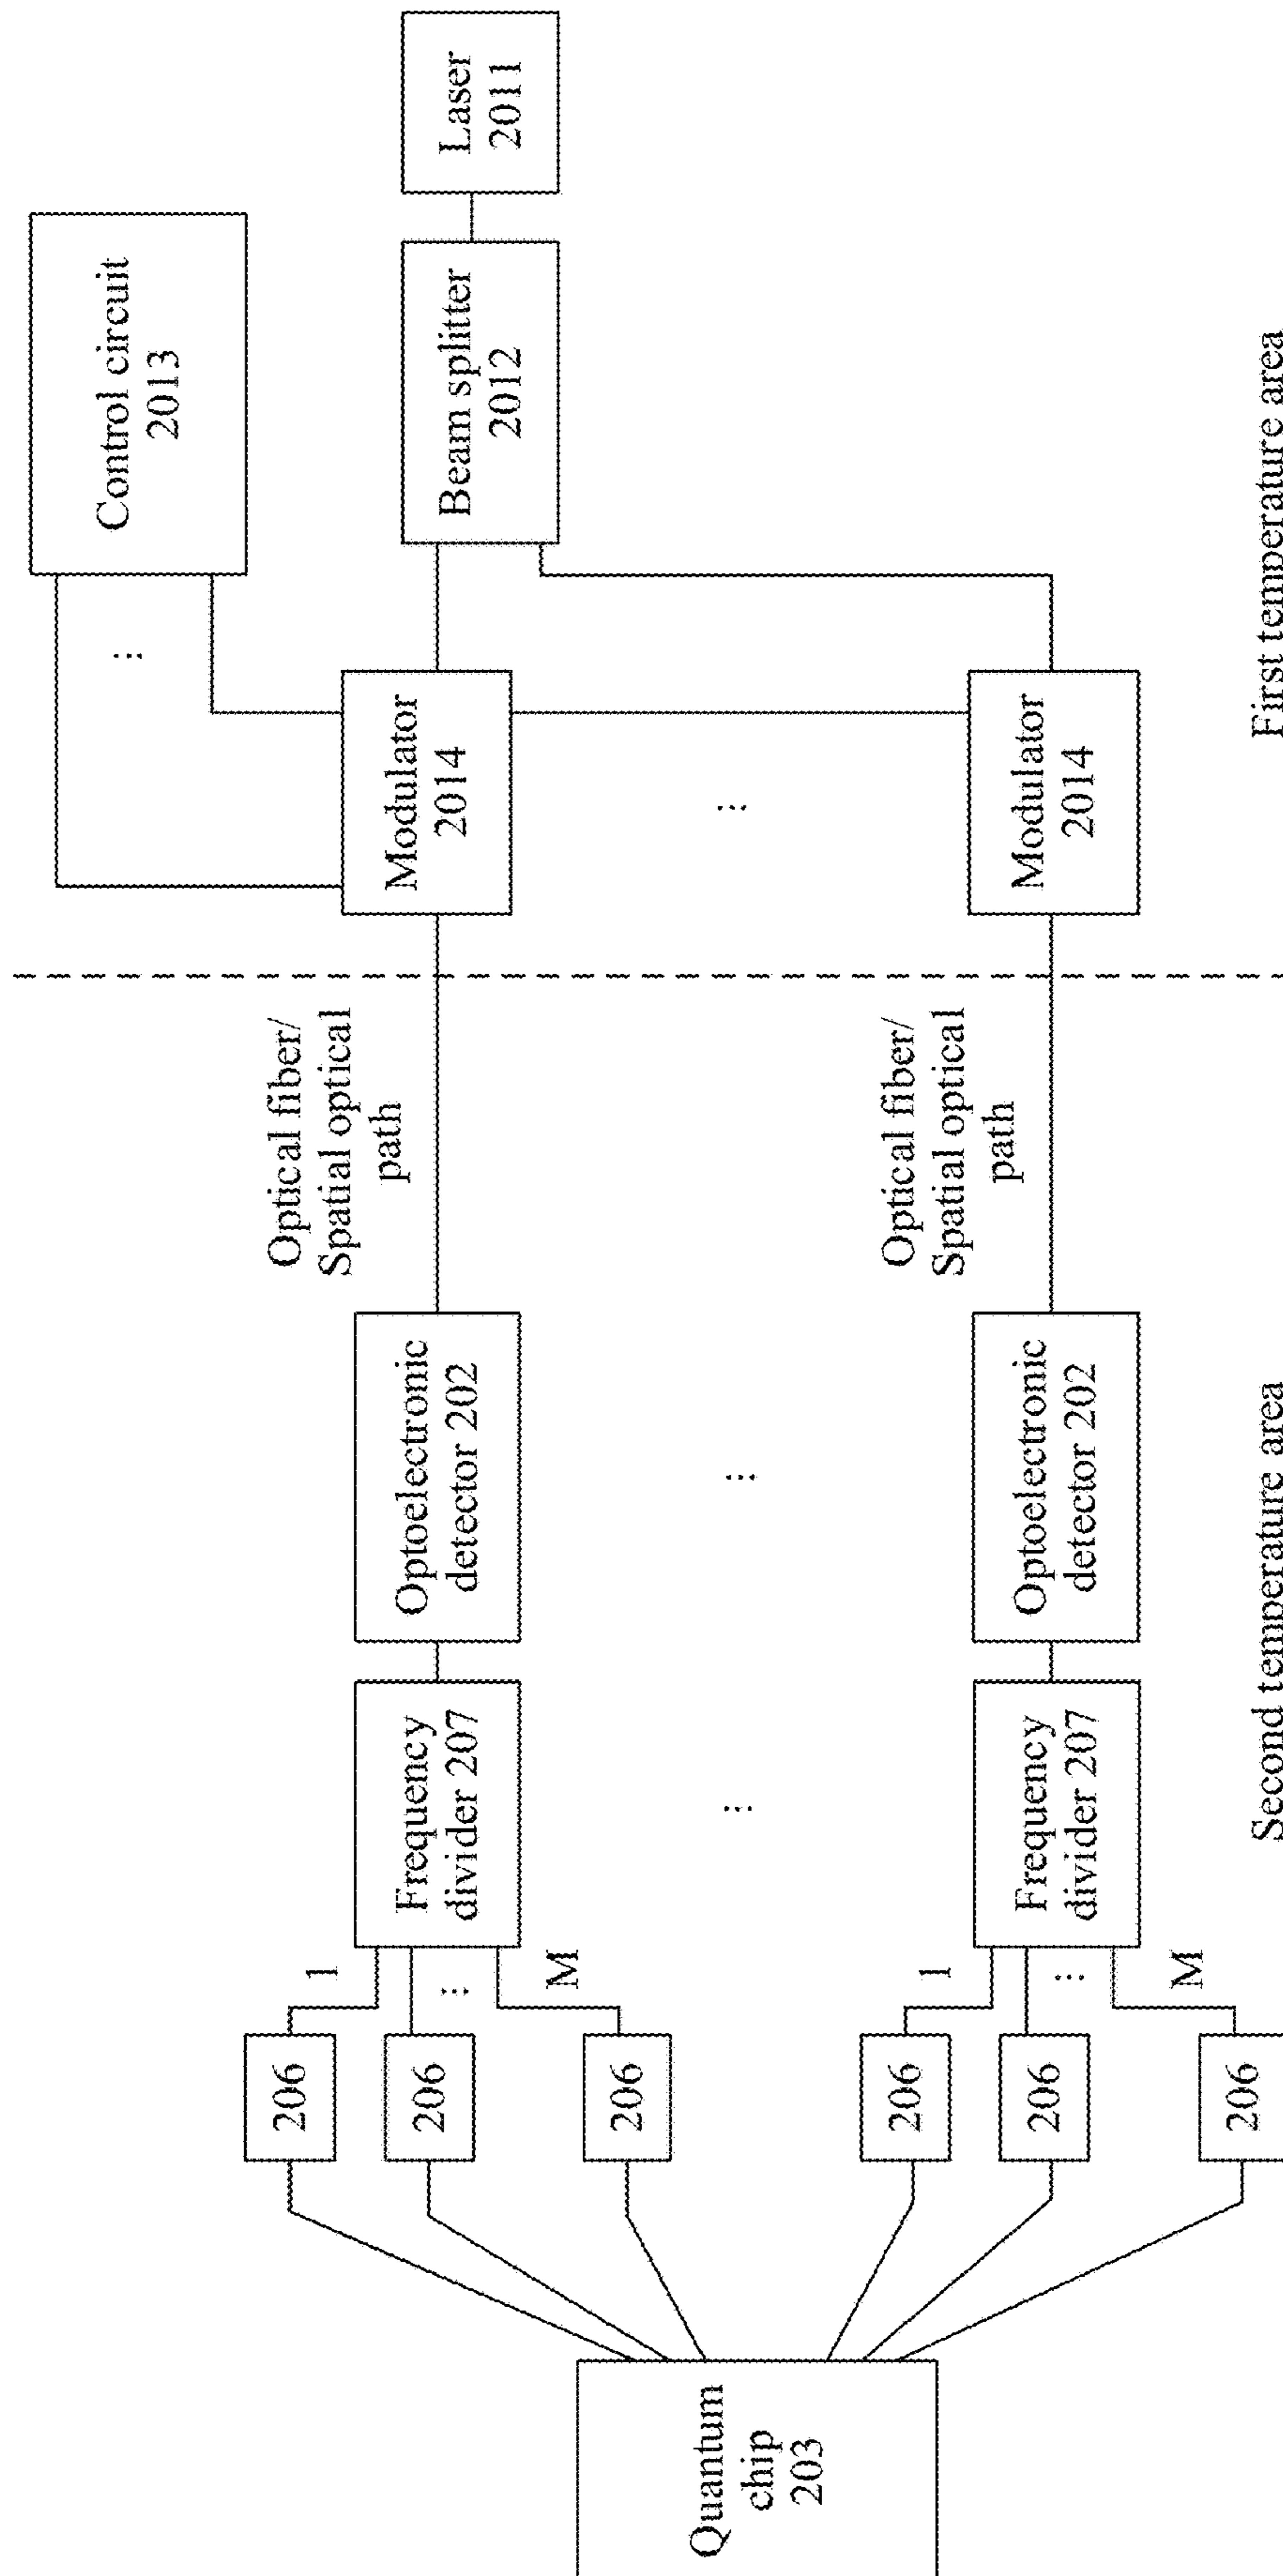 Control circuit
2013
Laser
2011
Beam splitter
2012
⋮
Modulator
2014
⋮
Modulator
2014
First temperature area
Optical fiber/
Spatial optical
path
Optical fiber/
Spatial optical
path
Optoelectronic
detector 202
⋮
Optoelectronic
detector 202
Frequency
divider 207
⋮
Frequency
divider 207
Second temperature area
1
⋮
M
1
⋮
M
206
206
206
206
206
206
Quantum
chip
203